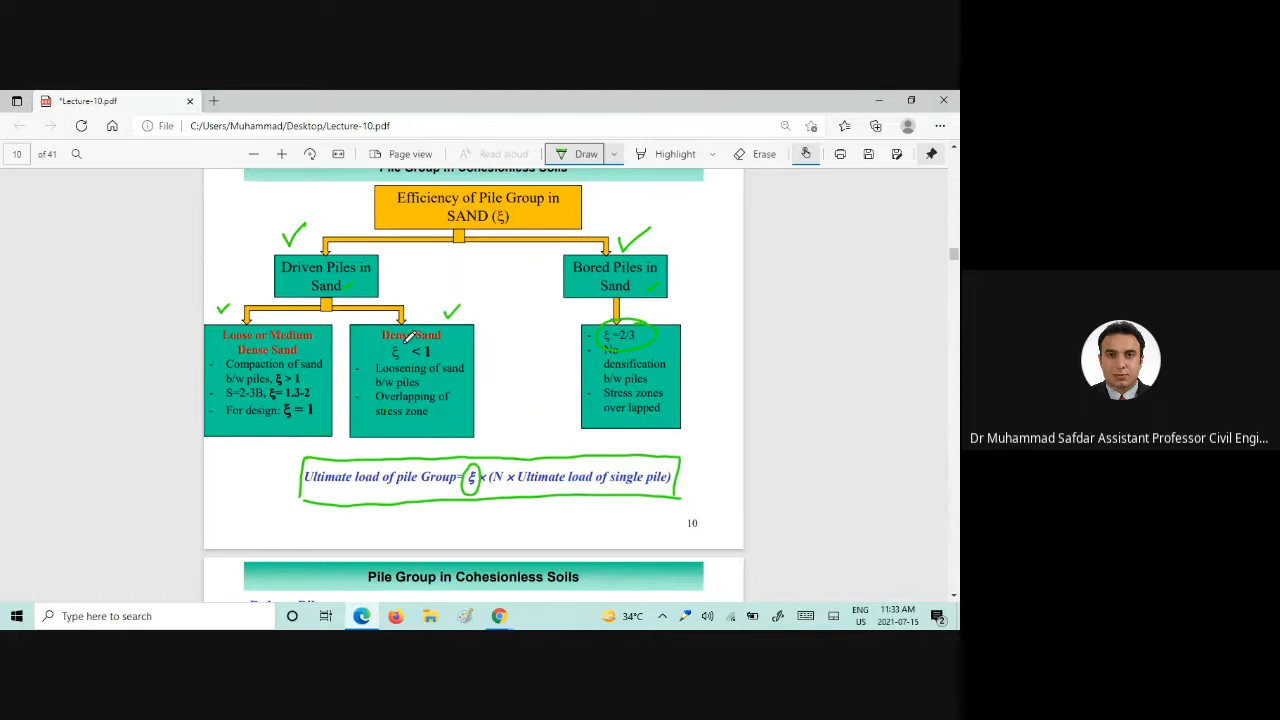 *Lecture-10.pdf
File
C:/Users/Muhammad/Desktop/Lecture-10.pdf
10
of 41
Page view
Read aloud
Draw
Highlight
Erase
Pile Group in Cohesionless Soils
Efficiency of Pile Group in
SAND (ξ)
Driven Piles in
Sand
Bored Piles in
Sand
Loose or Medium
Dense Sand
- Compaction of sand
b/w piles, ξ > 1
- S=2-3B, ξ= 1.3-2
- For design; ξ = 1
Dense Sand
ξ < 1
- Loosening of sand
b/w piles
- Overlapping of
stress zone
- ξ =2/3
- No
densification
b/w piles
- Stress zones
over lapped
Ultimate load of pile Group= ξ × (N × Ultimate load of single pile)
10
Pile Group in Cohesionless Soils
Dr Muhammad Safdar Assistant Professor Civil Engi...
Type here to search
34°C
ENG
US
11:33 AM
2021-07-15
2